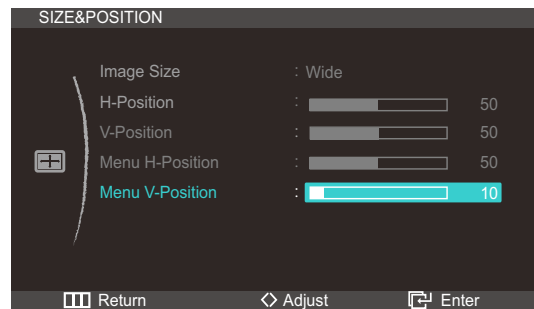 SIZE&POSITION
Image Size : Wide
H-Position : 50
V-Position : 50
Menu H-Position : 50
Menu V-Position : 10
Return Adjust Enter